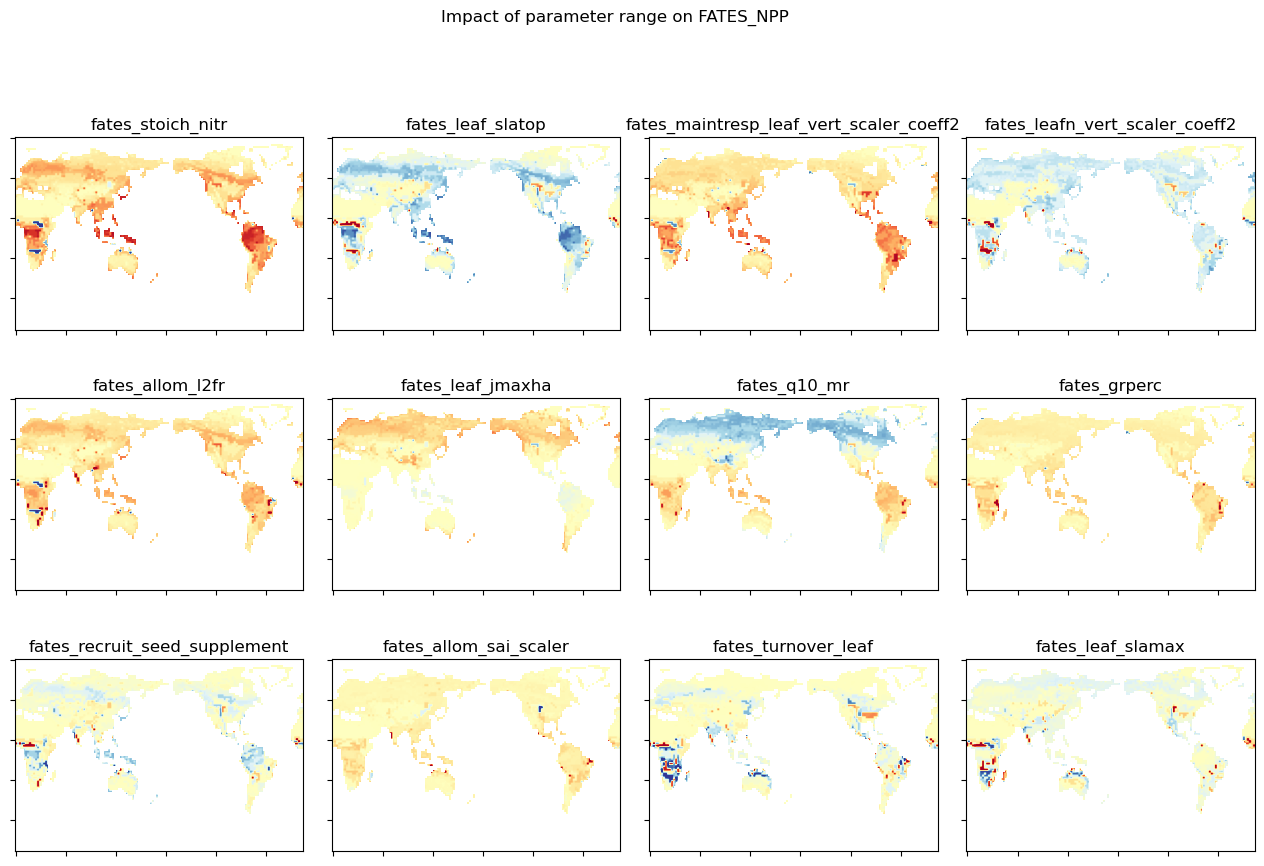 Impact of parameter range on FATES_NPP
fates_stoich_nitr
fates_leaf_slatop
fates_maintresp_leaf_vert_scaler_coeff2
fates_leafn_vert_scaler_coeff2
fates_allom_l2fr
fates_leaf_jmaxha
fates_q10_mr
fates_grperc
fates_recruit_seed_supplement
fates_allom_sai_scaler
fates_turnover_leaf
fates_leaf_slamax